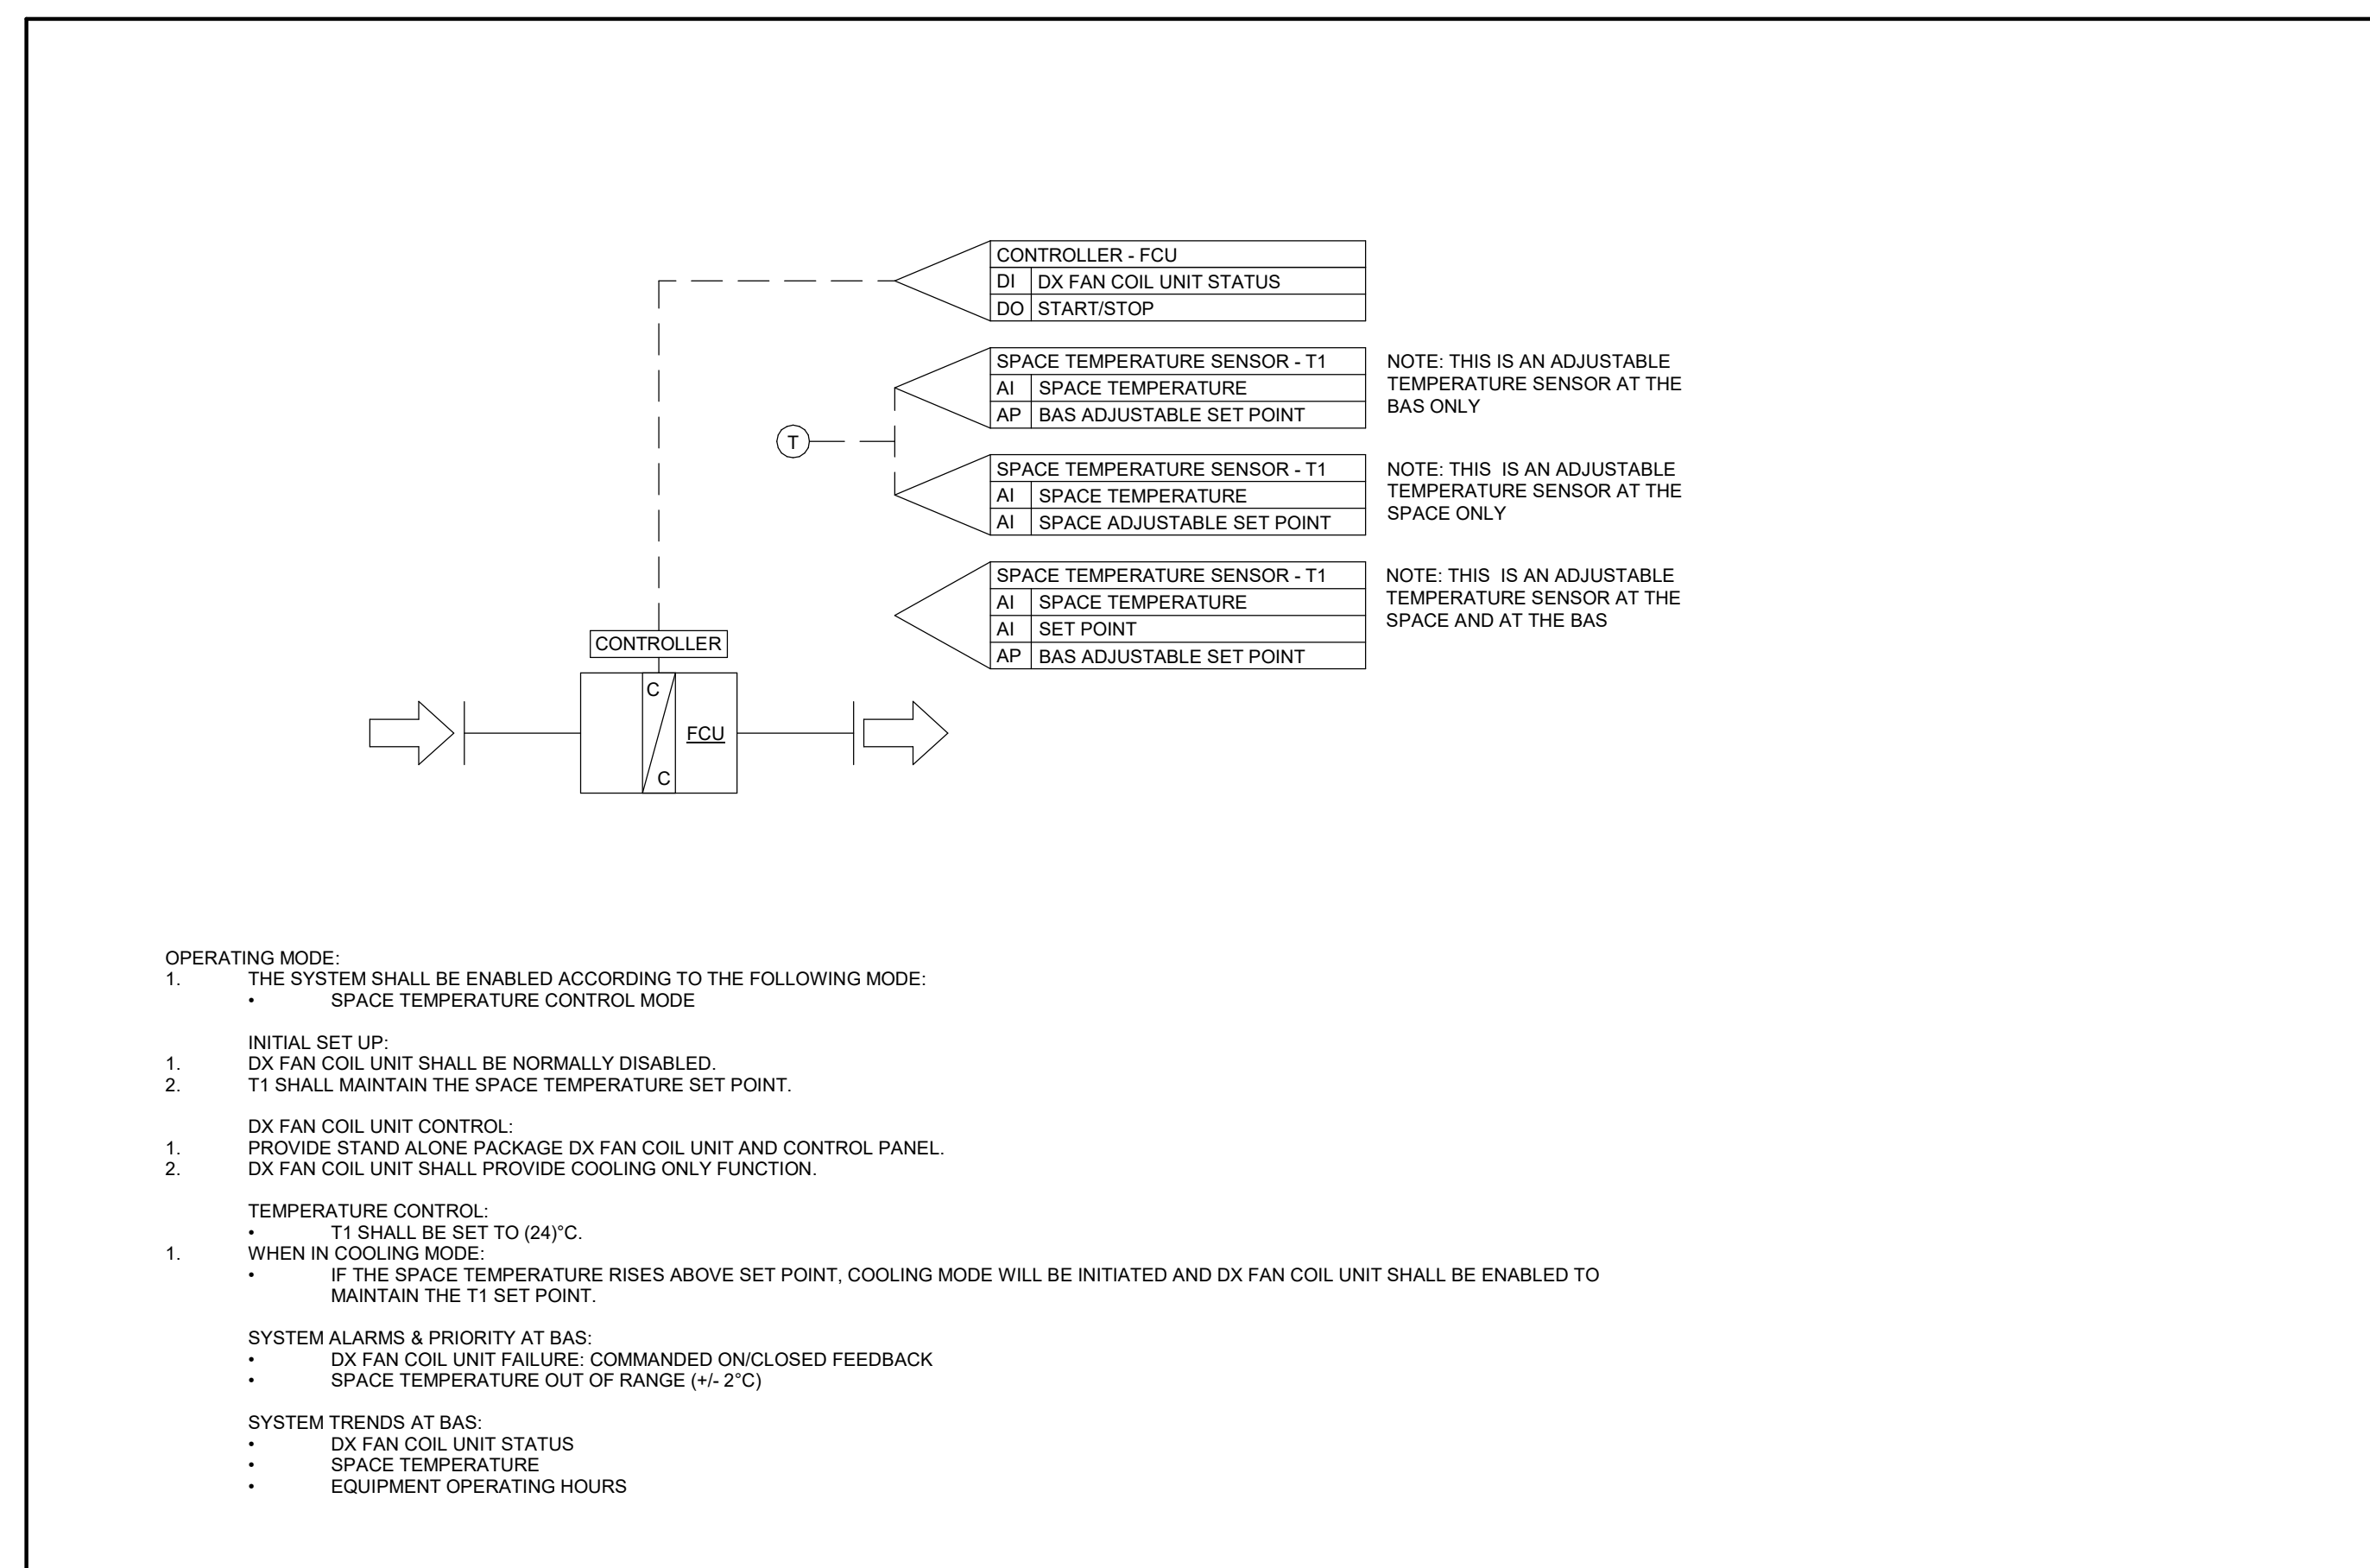 CONTROLLER - FCU
DI DX FAN COIL UNIT STATUS
DO START/STOP
SPACE TEMPERATURE SENSOR - T1
AI SPACE TEMPERATURE
AP BAS ADJUSTABLE SET POINT
NOTE: THIS IS AN ADJUSTABLE
TEMPERATURE SENSOR AT THE
BAS ONLY
T
SPACE TEMPERATURE SENSOR - T1
AI SPACE TEMPERATURE
AI SPACE ADJUSTABLE SET POINT
NOTE: THIS IS AN ADJUSTABLE
TEMPERATURE SENSOR AT THE
SPACE ONLY
SPACE TEMPERATURE SENSOR - T1
AI SPACE TEMPERATURE
AI SET POINT
AP BAS ADJUSTABLE SET POINT
NOTE: THIS IS AN ADJUSTABLE
TEMPERATURE SENSOR AT THE
SPACE AND AT THE BAS
CONTROLLER
C
FCU
C
OPERATING MODE:
1. THE SYSTEM SHALL BE ENABLED ACCORDING TO THE FOLLOWING MODE:
• SPACE TEMPERATURE CONTROL MODE
INITIAL SET UP:
1. DX FAN COIL UNIT SHALL BE NORMALLY DISABLED.
2. T1 SHALL MAINTAIN THE SPACE TEMPERATURE SET POINT.
DX FAN COIL UNIT CONTROL:
1. PROVIDE STAND ALONE PACKAGE DX FAN COIL UNIT AND CONTROL PANEL.
2. DX FAN COIL UNIT SHALL PROVIDE COOLING ONLY FUNCTION.
TEMPERATURE CONTROL:
• T1 SHALL BE SET TO (24)°C.
1. WHEN IN COOLING MODE:
• IF THE SPACE TEMPERATURE RISES ABOVE SET POINT, COOLING MODE WILL BE INITIATED AND DX FAN COIL UNIT SHALL BE ENABLED TO
MAINTAIN THE T1 SET POINT.
SYSTEM ALARMS & PRIORITY AT BAS:
• DX FAN COIL UNIT FAILURE: COMMANDED ON/CLOSED FEEDBACK
• SPACE TEMPERATURE OUT OF RANGE (+/- 2°C)
SYSTEM TRENDS AT BAS:
• DX FAN COIL UNIT STATUS
• SPACE TEMPERATURE
• EQUIPMENT OPERATING HOURS